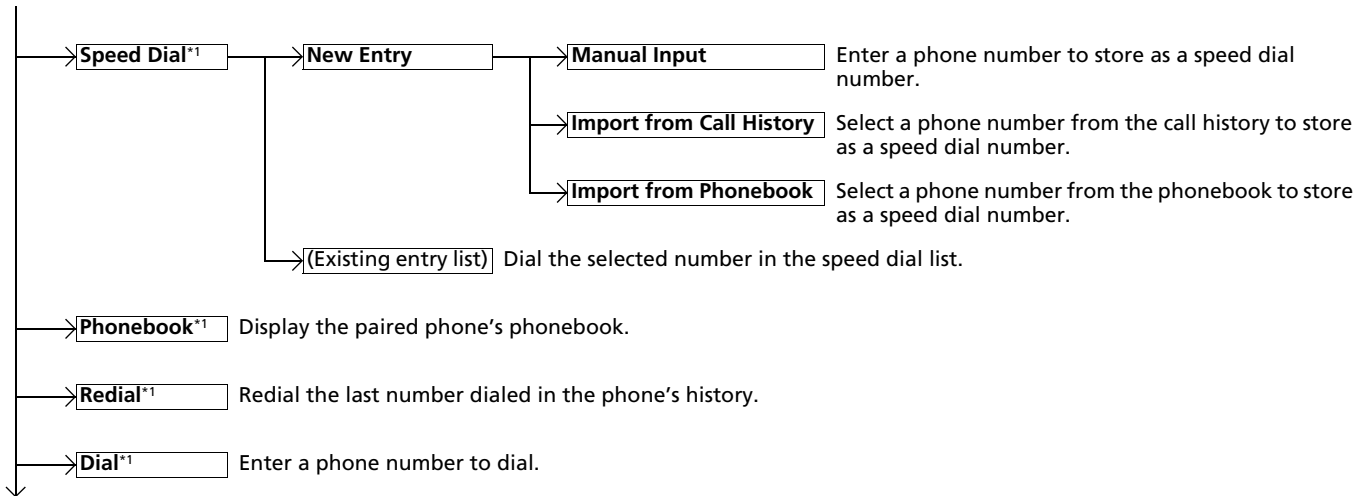 Speed Dial*1 New Entry Manual Input Enter a phone number to store as a speed dial
number.
Import from Call History Select a phone number from the call history to store
as a speed dial number.
Import from Phonebook Select a phone number from the phonebook to store
as a speed dial number.
(Existing entry list) Dial the selected number in the speed dial list.
Phonebook*1 Display the paired phone’s phonebook.
Redial*1 Redial the last number dialed in the phone’s history.
Dial*1 Enter a phone number to dial.